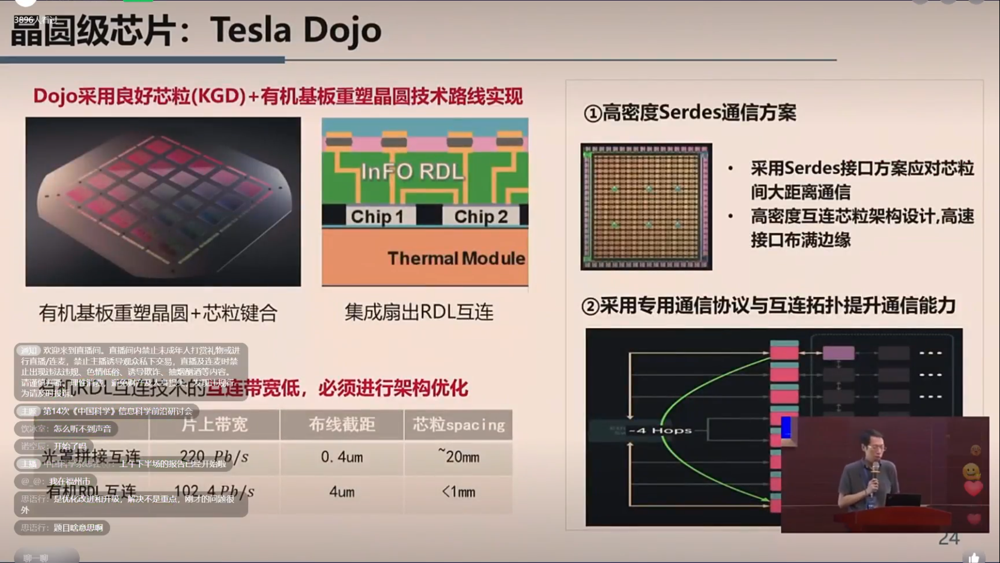 3896人看过
晶圆级芯片：Tesla Dojo
Dojo采用良好芯粒(KGD)+有机基板重塑晶圆技术路线实现
InFO RDL
Chip 1
Chip 2
Thermal Module
有机基板重塑晶圆+芯粒键合
集成扇出RDL互连
①高密度Serdes通信方案
• 采用Serdes接口方案应对芯粒
间大距离通信
• 高密度互连芯粒架构设计,高速
接口布满边缘
②采用专用通信协议与互连拓扑提升通信能力
~4 Hops
通知 欢迎来到直播间。直播间内禁止未成年人打赏礼物或进
行直播/连麦，禁止主播诱导观众私下交易，直播及连麦时禁
止出现违法违规、色情低俗、诱导欺诈、抽烟酗酒等内容。
请谨慎判断、理性消费，避免财产及人身损失，发现违规行
为请及时投诉。
机RDL互连技术的互连带宽低，必须进行架构优化
片上带宽 布线截距 芯粒spacing
光罩拼接互连 220 Pb/s 0.4um ~20mm
有机RDL互连 102.4 Pb/s 4um <1mm
主题 第14次《中国科学》信息科学前沿研讨会
饮冰室：怎么听不到声音
诺空辰：开始了吗
主播 中国科学杂志社 上午下半场的报告已经开始啦
@_@：我在福州市
思语行：是优化改进和升级，解决不是重点，刚才的问题很
外
思语行：题目啥意思啊
聊一聊
24